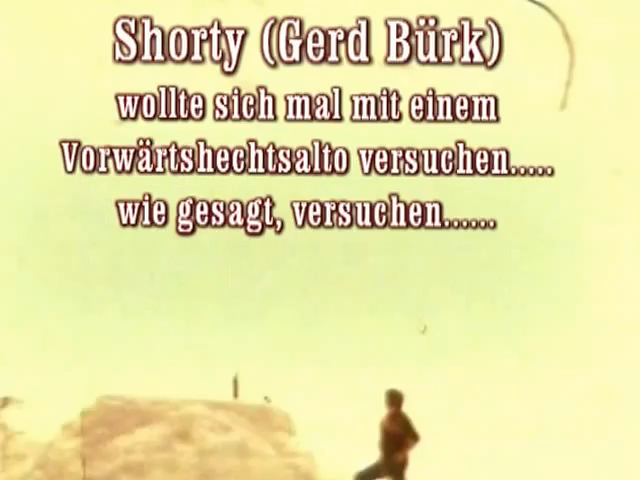 Shorty (Gerd Bürk)
wollte sich mal mit einem
Vorwärtshechtsalto versuchen.....
wie gesagt, versuchen......